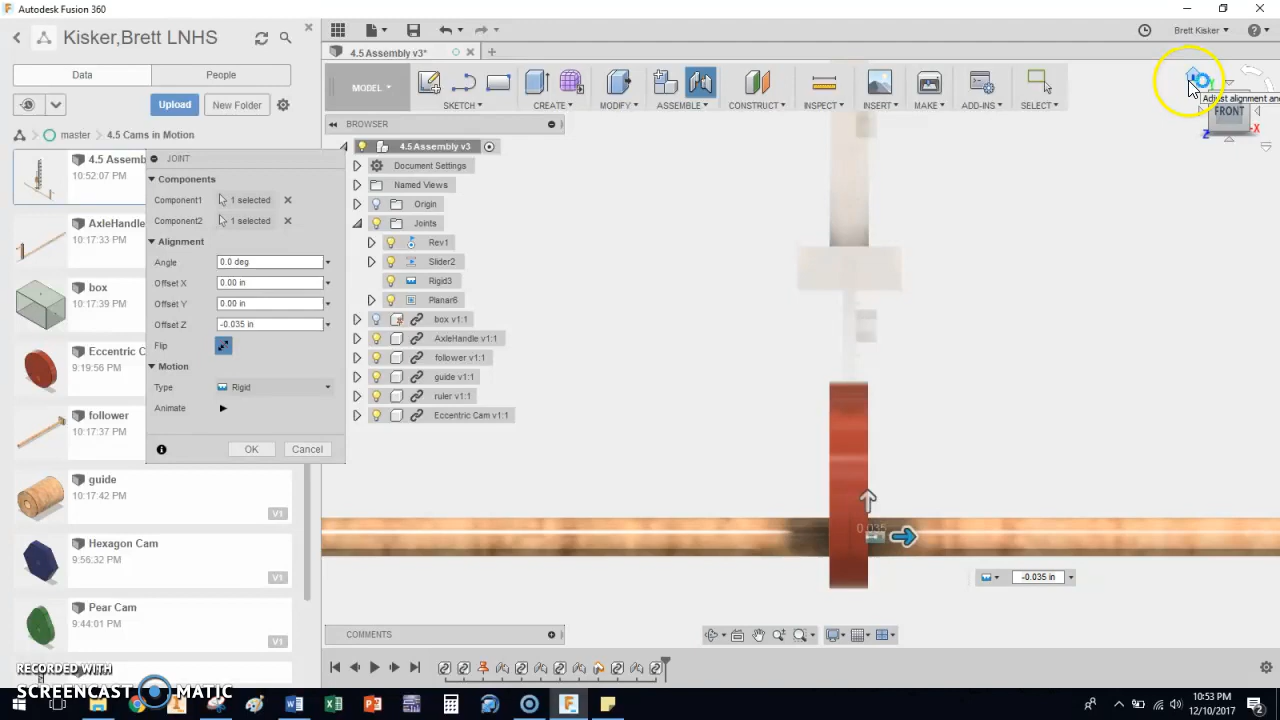 Autodesk Fusion 360
Kisker,Brett LNHS
Data
People
Upload
New Folder
master
4.5 Cams in Motion
4.5 Assemb
10:52:07 PM
AxleHandle
10:17:33 PM
box
10:17:39 PM
Eccentric C
9:19:56 PM
follower
10:17:37 PM
guide
10:17:42 PM
V1
Hexagon Cam
9:56:32 PM
Pear Cam
9:44:01 PM
V1
RECORDED WITH
SCREENCAST
MATIC
JOINT
Components
Component1
1 selected
Component2
1 selected
Alignment
Angle
0.0 deg
Offset X
0.00 in
Offset Y
0.00 in
Offset Z
-0.035 in
Flip
Motion
Type
Rigid
Animate
OK
Cancel
4.5 Assembly v3*
Brett Kisker
MODEL
SKETCH
CREATE
MODIFY
ASSEMBLE
CONSTRUCT
INSPECT
INSERT
MAKE
ADD-INS
SELECT
Adjust alignment and
FRONT
Y
Z
-X
BROWSER
4.5 Assembly v3
Document Settings
Named Views
Origin
Joints
Rev1
Slider2
Rigid3
Planar6
box v1:1
AxleHandle v1:1
follower v1:1
guide v1:1
ruler v1:1
Eccentric Cam v1:1
0.035
-0.035 in
COMMENTS
10:53 PM
12/10/2017
2